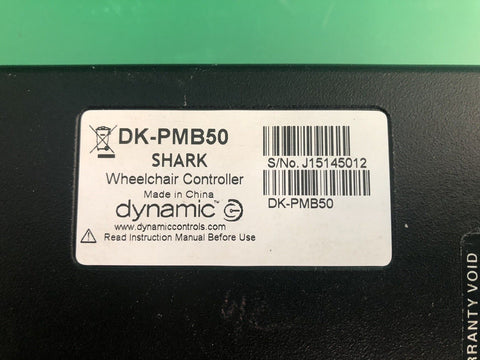 DK-PMB50
SHARK
Wheelchair Controller
Made in China
dynamic™
www.dynamiccontrols.com
Read Instruction Manual Before Use
S/No. J15145012
DK-PMB50
RRANTY VOID